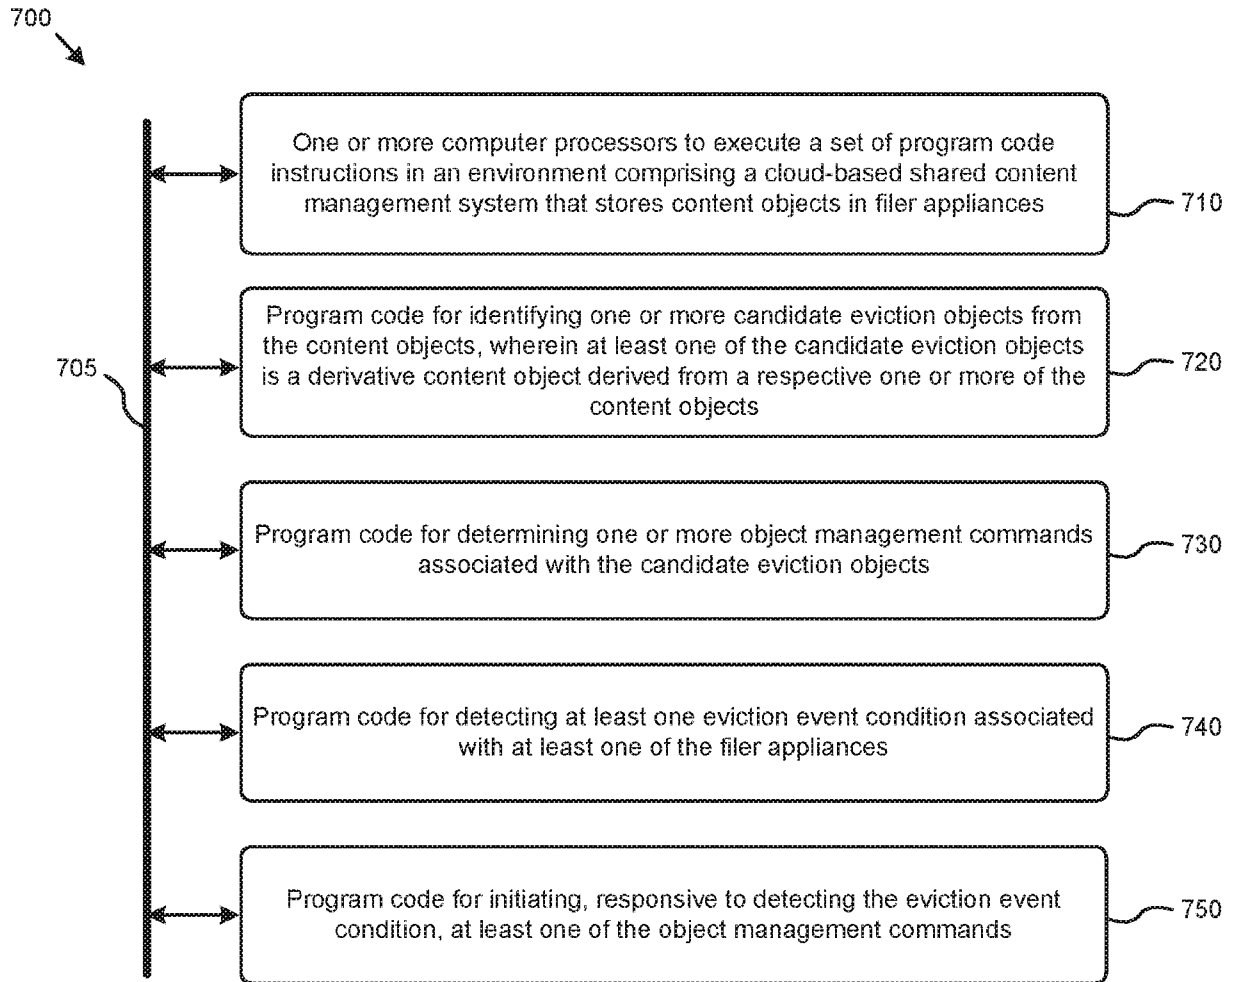 700
One or more computer processors to execute a set of program code
instructions in an environment comprising a cloud-based shared content
management system that stores content objects in filer appliances
710
Program code for identifying one or more candidate eviction objects from
the content objects, wherein at least one of the candidate eviction objects
is a derivative content object derived from a respective one or more of the
content objects
720
705
Program code for determining one or more object management commands
associated with the candidate eviction objects
730
Program code for detecting at least one eviction event condition associated
with at least one of the filer appliances
740
Program code for initiating, responsive to detecting the eviction event
condition, at least one of the object management commands
750